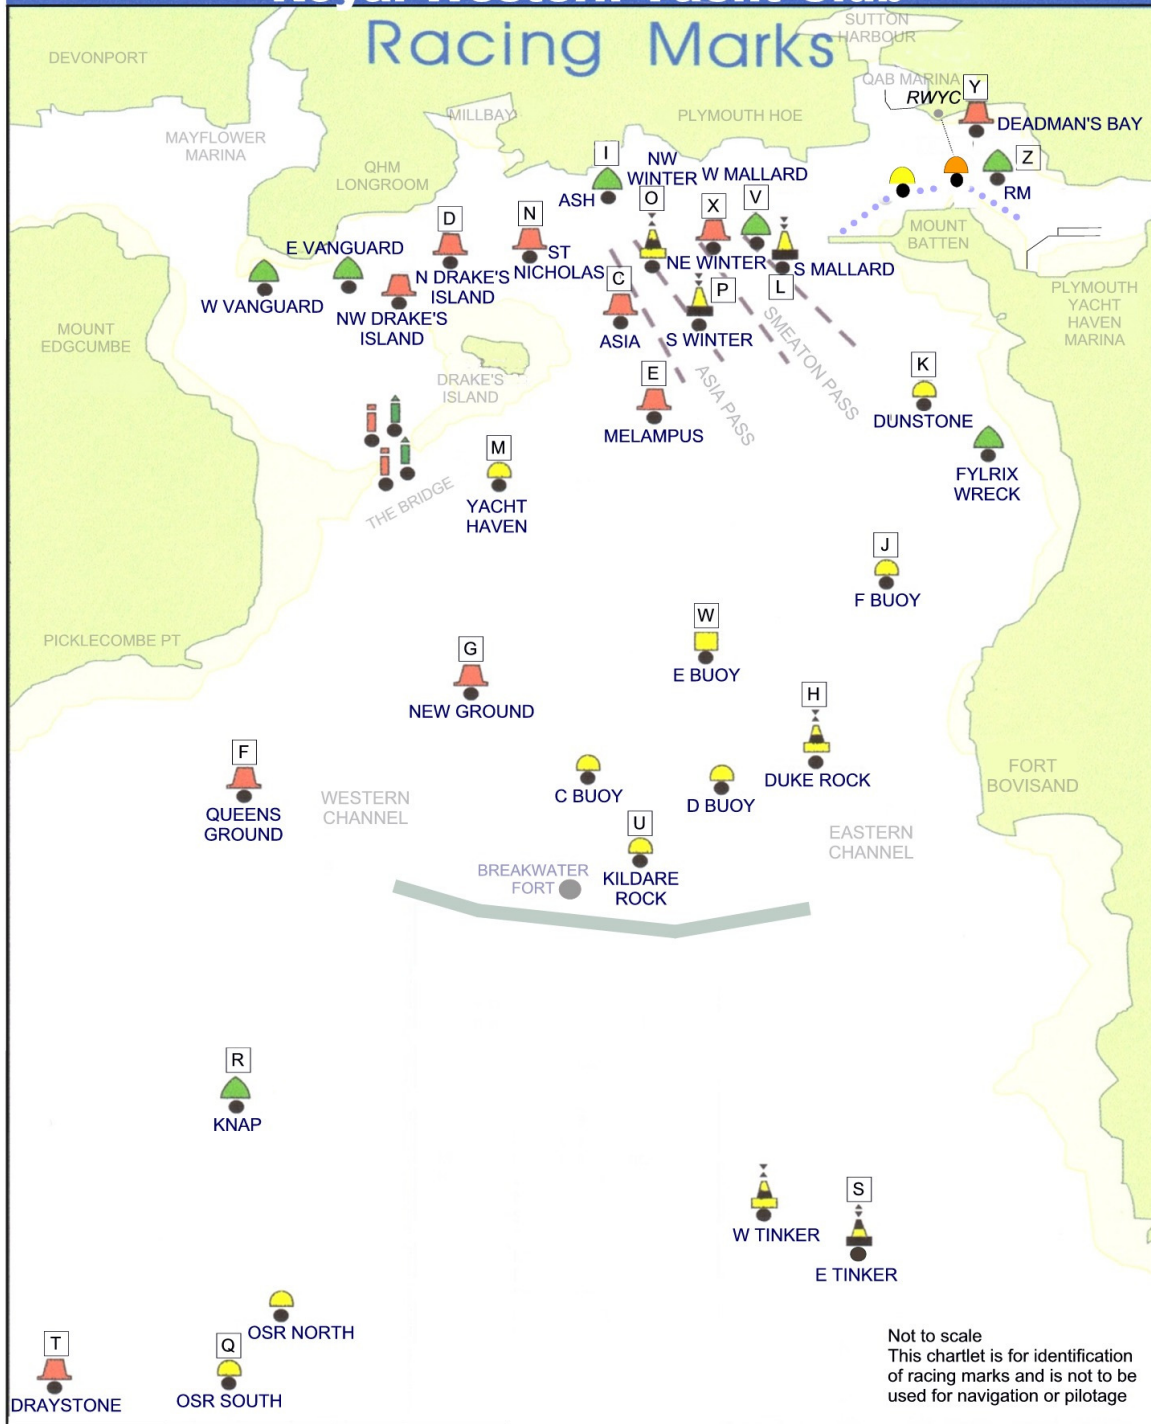 Royal Western Yacht Club
Racing Marks
SUTTON
HARBOUR
DEVONPORT
QAB MARINA
RWYC
Y
DEADMAN'S BAY
MILLBAY
PLYMOUTH HOE
MAYFLOWER
MARINA
QHM
LONGROOM
I
ASH
NW
WINTER
W MALLARD
Z
RM
O
X
V
D
N
ST
NICHOLAS
E VANGUARD
W VANGUARD
N DRAKE'S
ISLAND
NW DRAKE'S
ISLAND
NE WINTER
S MALLARD
MOUNT
BATTEN
C
ASIA
P
S WINTER
L
PLYMOUTH
YACHT
HAVEN
MARINA
MOUNT
EDGCUMBE
DRAKE'S
ISLAND
SMEATON PASS
ASIA PASS
E
MELAMPUS
K
DUNSTONE
FYLRIX
WRECK
M
YACHT
HAVEN
THE BRIDGE
J
F BUOY
W
E BUOY
PICKLECOMBE PT
G
NEW GROUND
H
DUKE ROCK
F
QUEENS
GROUND
WESTERN
CHANNEL
C BUOY
D BUOY
FORT
BOVISAND
U
KILDARE
ROCK
EASTERN
CHANNEL
BREAKWATER
FORT
R
KNAP
W TINKER
S
E TINKER
OSR NORTH
T
DRAYSTONE
Q
OSR SOUTH
Not to scale
This chartlet is for identification
of racing marks and is not to be
used for navigation or pilotage